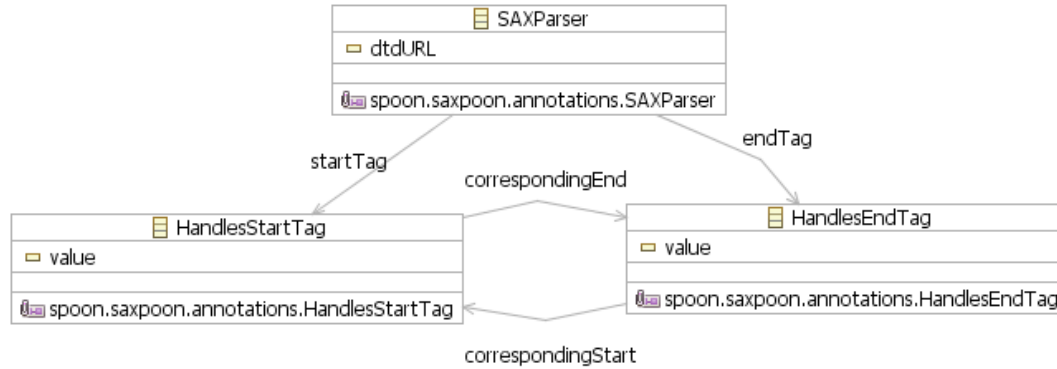 SAXParser
dtdURL
spoon.saxpoon.annotations.SAXParser
startTag
endTag
correspondingEnd
HandlesStartTag
value
spoon.saxpoon.annotations.HandlesStartTag
HandlesEndTag
value
spoon.saxpoon.annotations.HandlesEndTag
correspondingStart